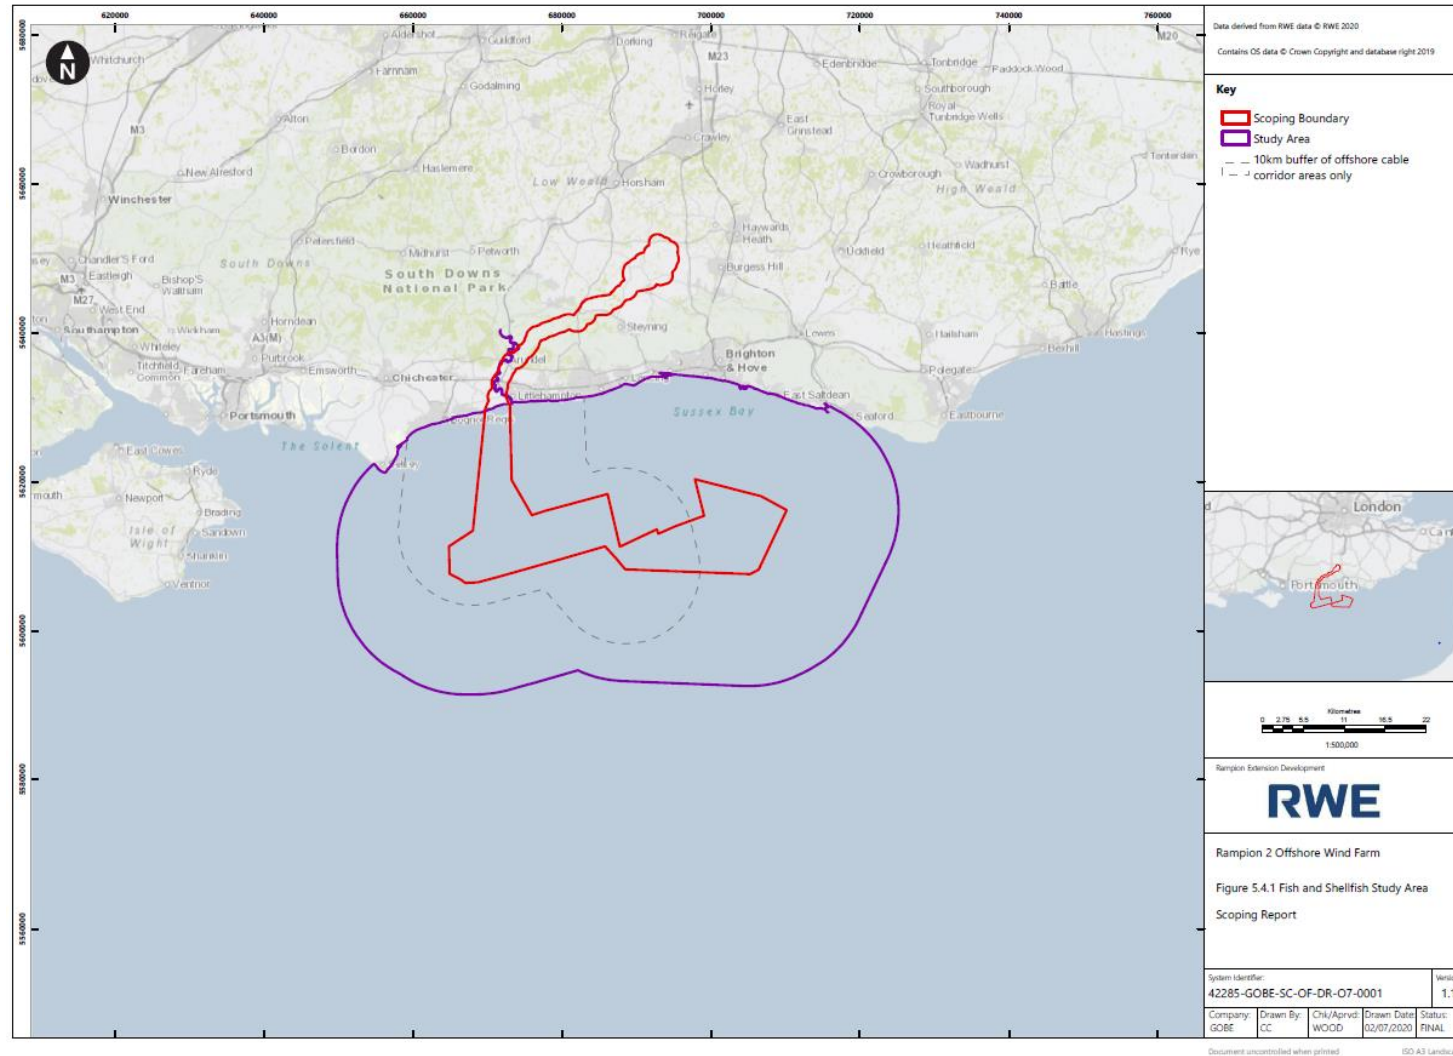 620000 640000 660000 680000 700000 720000 740000 760000
5660000
5640000
5620000
5600000
5580000
5560000
N
Whitchurch
Aldershot
Guildford
Dorking
Reigate
M20
M23
Edenbridge
Tonbridge
Paddock Wood
Farnham
Godalming
Horley
Southborough
Royal
Tunbridge Wells
M3
Alton
Crawley
East
Grinstead
Bordon
Haslemere
New Alresford
Wadhurst
Tenterden
Crowborough
Low Weald
Horsham
High Weald
Winchester
Haywards
Heath
Petersfield
Midhurst
Petworth
Uckfield
Heathfield
Rye
Chandler'S Ford
South Downs
Burgess Hill
M3
Eastleigh
Bishop'S
Waltham
South Downs
National Park
Battle
M27
West End
Horndean
Steyning
Lewes
Hailsham
Hastings
Southampton
Wickham
A3(M)
Bexhill
Whiteley
Purbrook
Arundel
Brighton
& Hove
Titchfield
Common
Fareham
Emsworth
Chichester
Polegate
Littlehampton
East Saltdean
Portsmouth
Bognor Regis
Sussex Bay
Seaford
Eastbourne
The Solent
East Cowes
Selsey
Ryde
Newport
Brading
Isle of
Wight
Sandown
Shanklin
Ventnor
Data derived from RWE data © RWE 2020
Contains OS data © Crown Copyright and database right 2019
Key
Scoping Boundary
Study Area
10km buffer of offshore cable
corridor areas only
London
Portsmouth
Kilometres
0 2.75 5.5 11 16.5 22
1:500,000
Rampion Extension Development
RWE
Rampion 2 Offshore Wind Farm
Figure 5.4.1 Fish and Shellfish Study Area
Scoping Report
System Identifier:
42285-GOBE-SC-OF-DR-O7-0001
1.1
Company: Drawn By: Chk/Aprvd: Drawn Date: Status:
GOBE CC WOOD 02/07/2020 FINAL
Document uncontrolled when printed
ISO A3